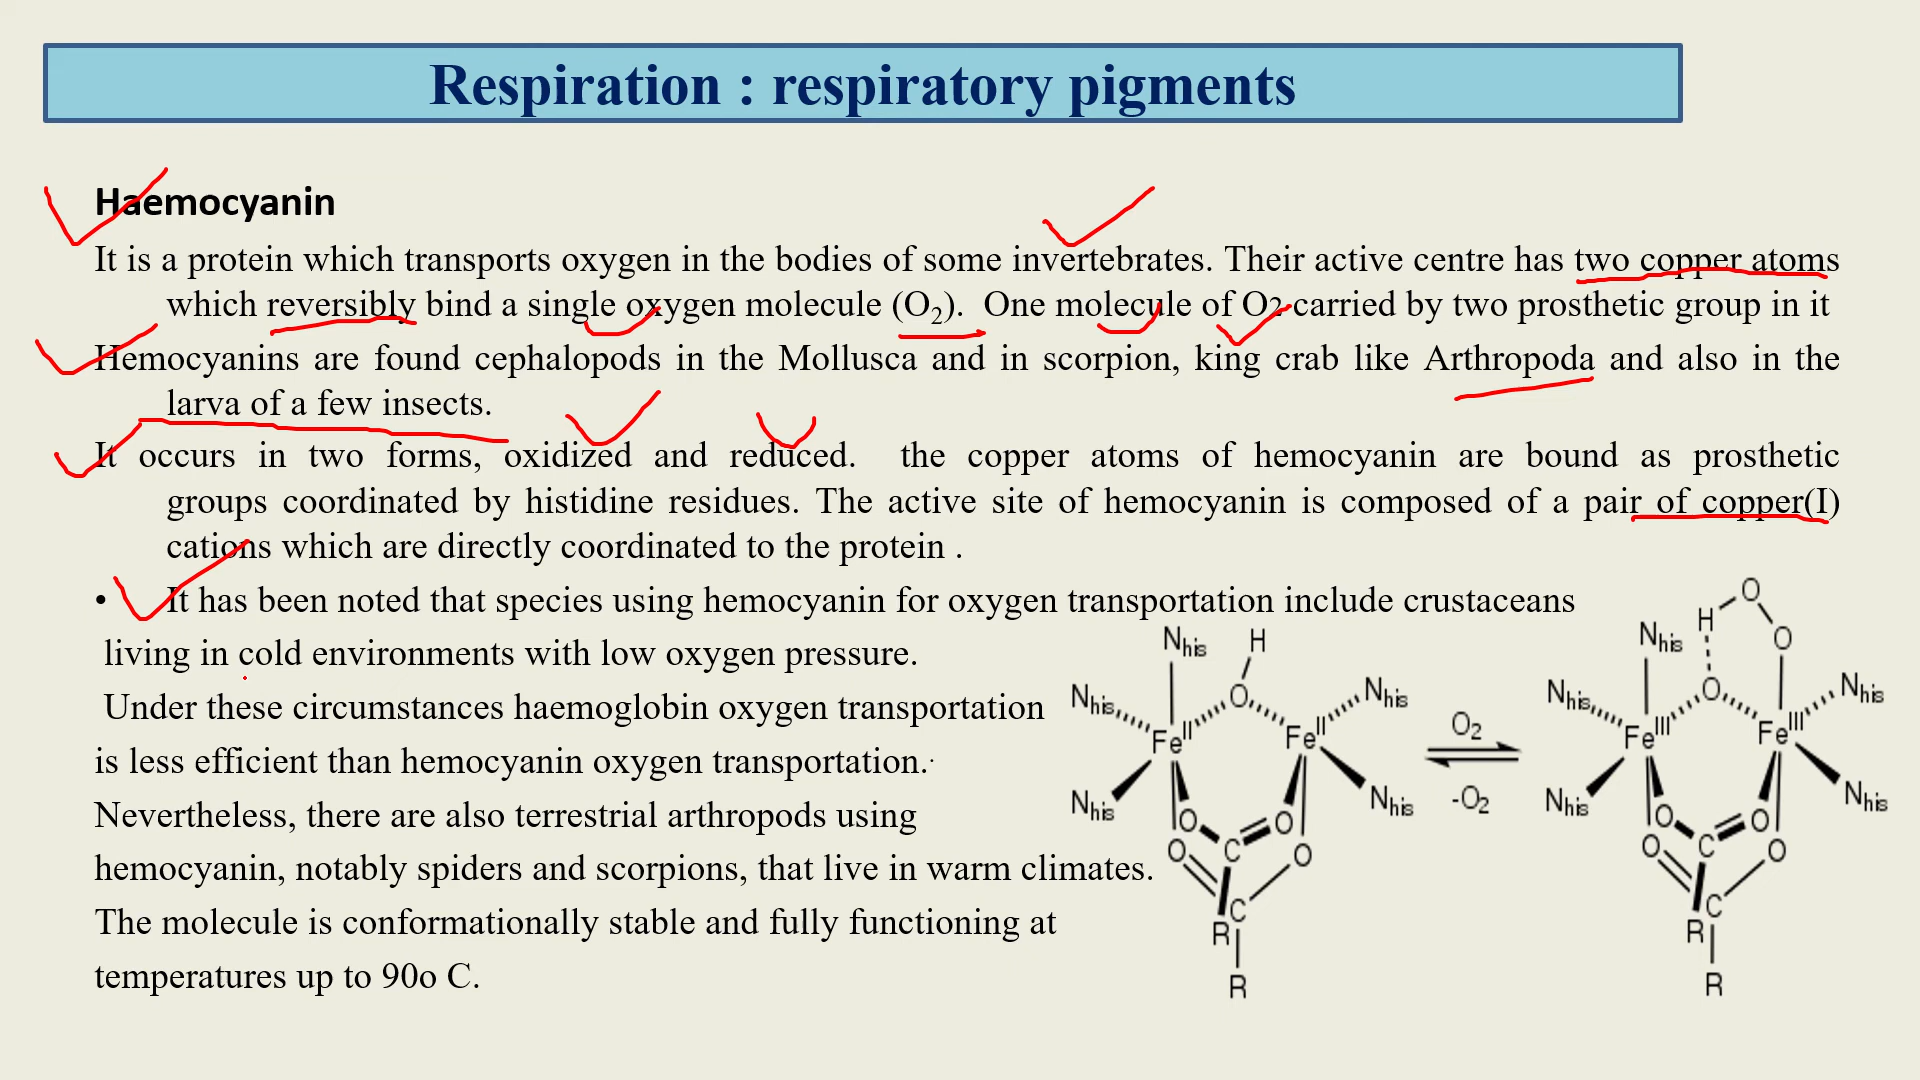 Respiration : respiratory pigments
Haemocyanin
It is a protein which transports oxygen in the bodies of some invertebrates. Their active centre has two copper atoms
which reversibly bind a single oxygen molecule (O₂).  One molecule of O2 carried by two prosthetic group in it
Hemocyanins are found cephalopods in the Mollusca and in scorpion, king crab like Arthropoda and also in the
larva of a few insects.
It occurs in two forms, oxidized and reduced.  the copper atoms of hemocyanin are bound as prosthetic
groups coordinated by histidine residues. The active site of hemocyanin is composed of a pair of copper(I)
cations which are directly coordinated to the protein .
• It has been noted that species using hemocyanin for oxygen transportation include crustaceans
living in cold environments with low oxygen pressure.
Under these circumstances haemoglobin oxygen transportation
is less efficient than hemocyanin oxygen transportation.
Nevertheless, there are also terrestrial arthropods using
hemocyanin, notably spiders and scorpions, that live in warm climates.
The molecule is conformationally stable and fully functioning at
temperatures up to 90o C.
Nhis H
Nhis O Nhis
FeII FeII
Nhis Nhis
O C O
O O
C
R
R
O₂
-O₂
O
Nhis H O
Nhis O Nhis
FeIII FeIII
Nhis Nhis
O C O
O O
C
R
R